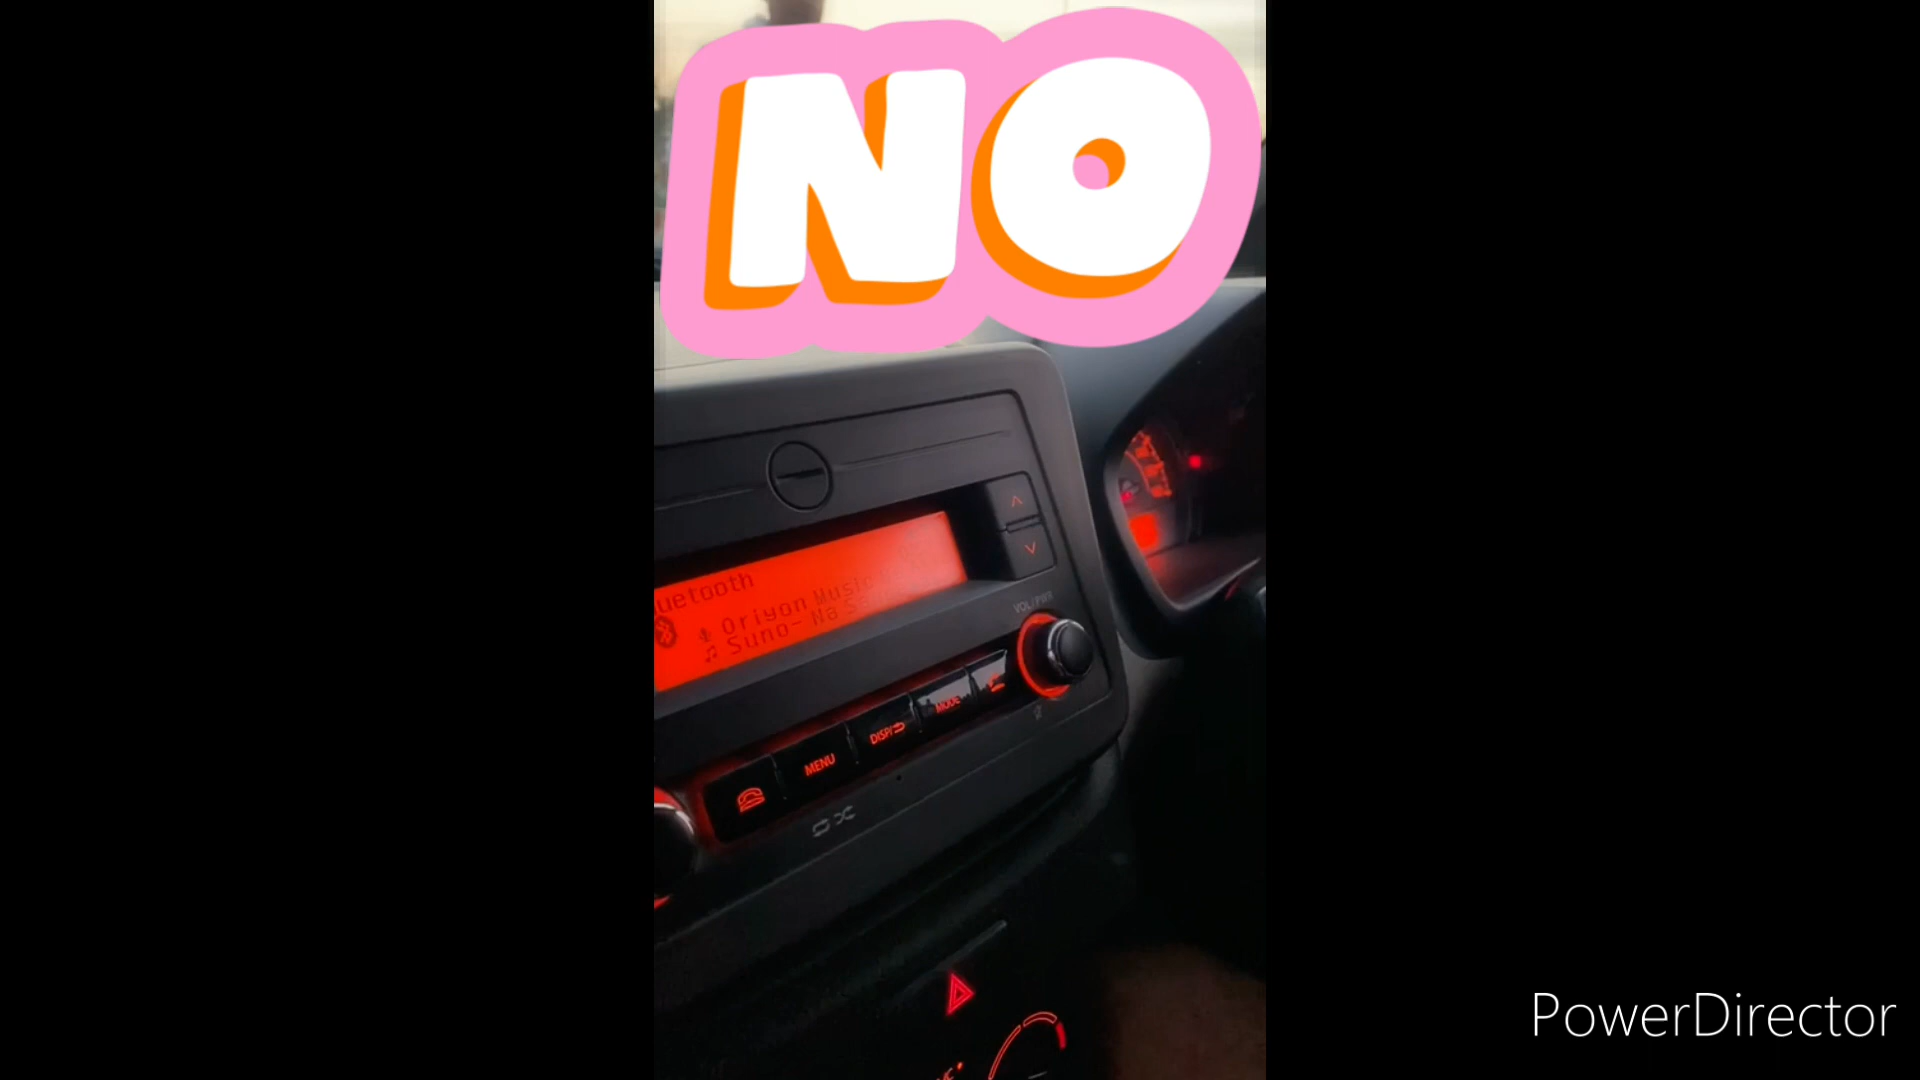 NO
uetooth
Oriyon Music
Suno- Na S
VOL/PWR
MODE
DISP/
MENU
PowerDirector